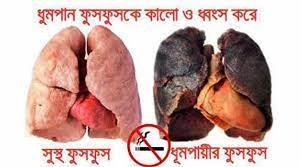 ধুমপান ফুসফুসকে কালো ও ধ্বংস করে
সুস্থ ফুসফুস
ধূমপায়ীর ফুসফুস